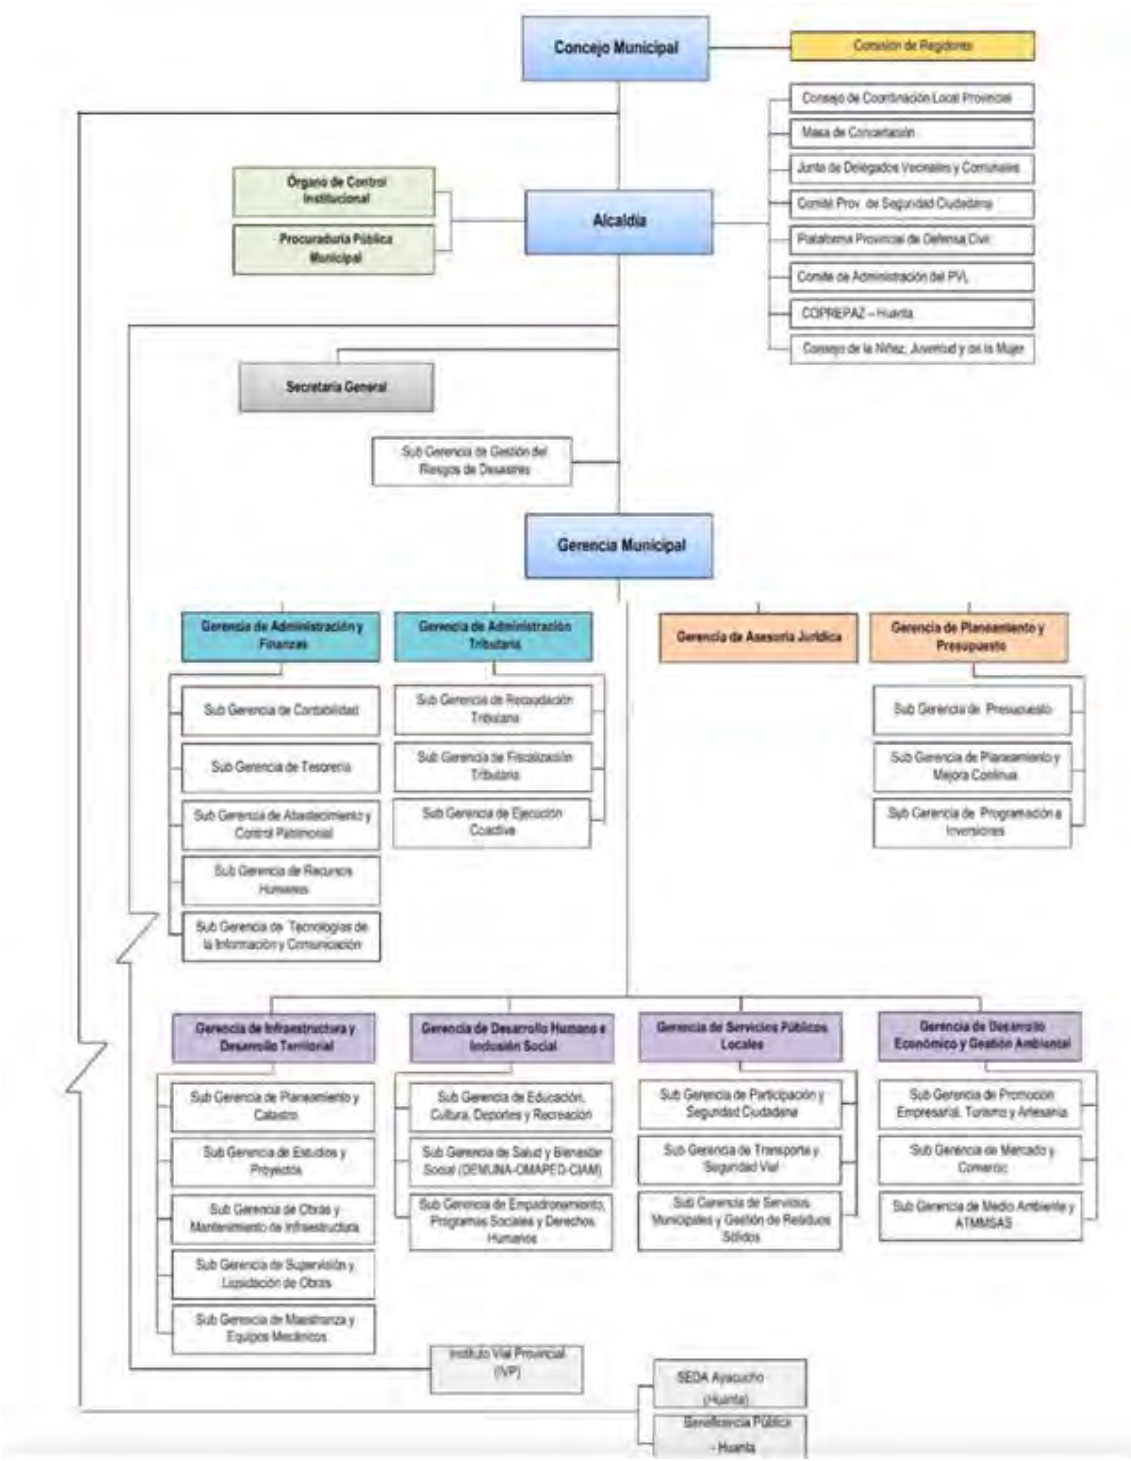 Concejo Municipal
Comisión de Regidores
Consejo de Coordinación Local Provincial
Mesa de Concertación
Junta de Delegados Vecinales y Comunales
Comité Prov. de Seguridad Ciudadana
Plataforma Provincial de Defensa Civil
Comite de Administración del PVL
COPREPAZ – Huanta
Consejo de la Niñez, Juventud y de la Mujer
Órgano de Control
Institucional
Procuraduría Pública
Municipal
Alcaldía
Secretaría General
Sub Gerencia de Gestión del
Riesgos de Desastres
Gerencia Municipal
Gerencia de Administración y
Finanzas
Sub Gerencia de Contabilidad
Sub Gerencia de Tesorería
Sub Gerencia de Abastecimiento y
Control Patrimonial
Sub Gerencia de Recursos
Humanos
Sub Gerencia de Tecnologías de
la Información y Comunicación
Gerencia de Administración
Tributaria
Sub Gerencia de Recaudación
Tributaria
Sub Gerencia de Fiscalización
Tributaria
Sub Gerencia de Ejecución
Coactiva
Gerencia de Asesoría Jurídica
Gerencia de Planeamiento y
Presupuesto
Sub Gerencia de Presupuesto
Sub Gerencia de Planeamiento y
Mejora Continua
Sub Gerencia de Programación e
Inversiones
Gerencia de Infraestructura y
Desarrollo Territorial
Sub Gerencia de Planeamiento y
Catastro
Sub Gerencia de Estudios y
Proyectos
Sub Gerencia de Obras y
Mantenimiento de Infraestructura
Sub Gerencia de Supervisión y
Liquidación de Obras
Sub Gerencia de Maestranza y
Equipos Mecánicos
Gerencia de Desarrollo Humano e
Inclusión Social
Sub Gerencia de Educación,
Cultura, Deportes y Recreación
Sub Gerencia de Salud y Bienestar
Social (DEMUNA-OMAPED-CIAM)
Sub Gerencia de Empadronamiento,
Programas Sociales y Derechos
Humanos
Gerencia de Servicios Públicos
Locales
Sub Gerencia de Participación y
Seguridad Ciudadana
Sub Gerencia de Transporte y
Seguridad Vial
Sub Gerencia de Servicios
Municipales y Gestión de Residuos
Sólidos
Gerencia de Desarrollo
Económico y Gestión Ambiental
Sub Gerencia de Promoción
Empresarial, Turismo y Artesanía
Sub Gerencia de Mercado y
Comercio
Sub Gerencia de Medio Ambiente y
ATMMSAS
Instituto Vial Provincial
(IVP)
SEDA Ayacucho
(Huanta)
Beneficencia Pública
- Huanta